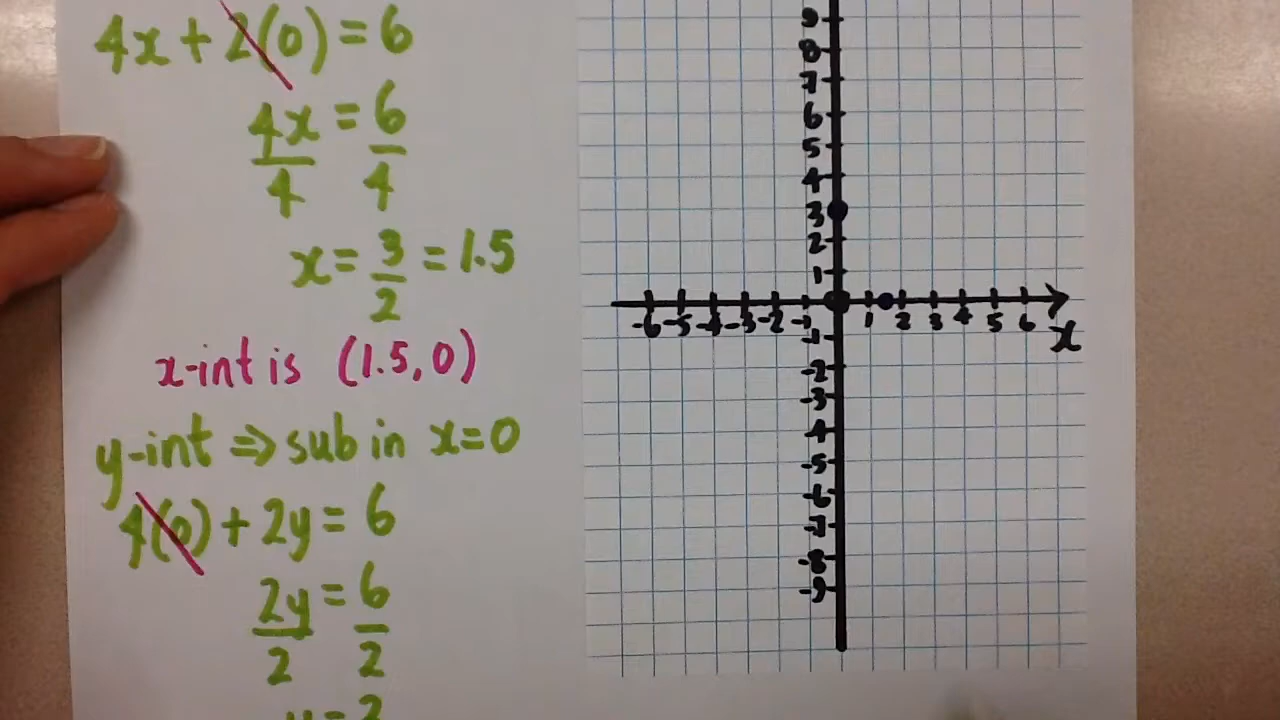 4x + 2(0) = 6
4x = 6
4 4
x = 3/2 = 1.5
x-int is (1.5, 0)
y-int ⇒ sub in x = 0
4(0) + 2y = 6
2y = 6
2 2
y = 3
9
8
7
6
5
4
3
2
1
-6 -5 -4 -3 -2 -1 1 2 3 4 5 6
x
-1
-2
-3
-4
-5
-6
-7
-8
-9